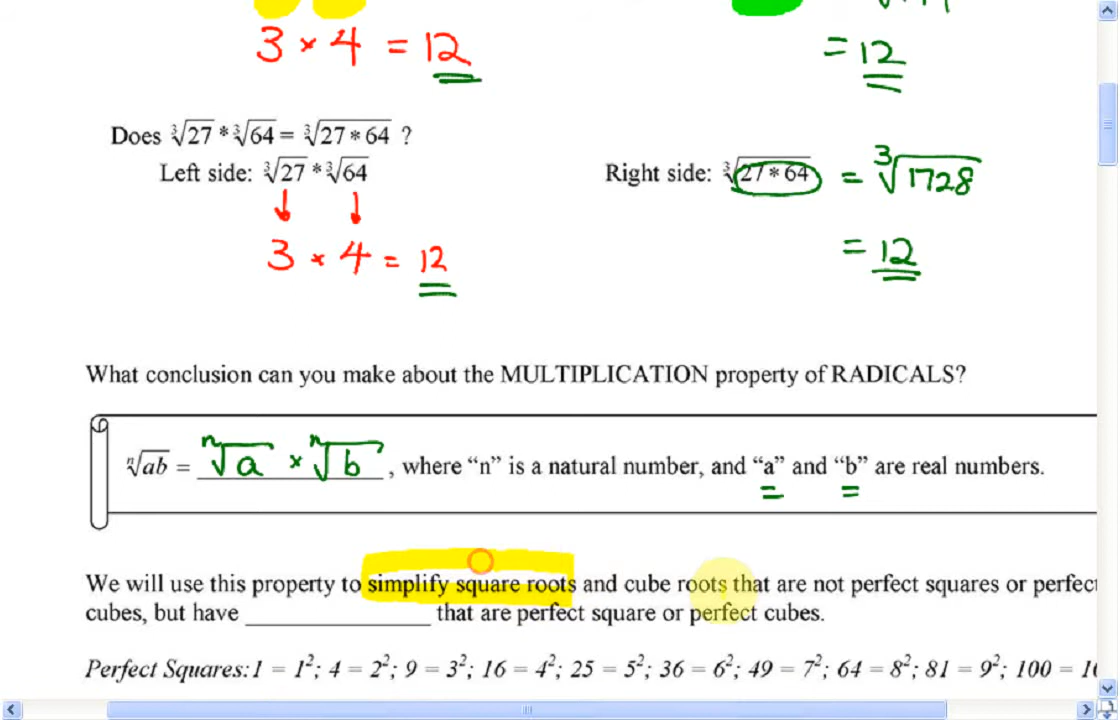 3 × 4 = 12
= 12
Does ∛27 * ∛64 = ∛27 * 64 ?
Left side: ∛27 * ∛64
Right side: ∛27 * 64 = ∛1728
3 × 4 = 12
= 12
What conclusion can you make about the MULTIPLICATION property of RADICALS?
ⁿ√ab = ⁿ√a × ⁿ√b , where “n” is a natural number, and “a” and “b” are real numbers.
We will use this property to simplify square roots and cube roots that are not perfect squares or perfect
cubes, but have ______________ that are perfect square or perfect cubes.
Perfect Squares: 1 = 1²; 4 = 2²; 9 = 3²; 16 = 4²; 25 = 5²; 36 = 6²; 49 = 7²; 64 = 8²; 81 = 9²; 100 =